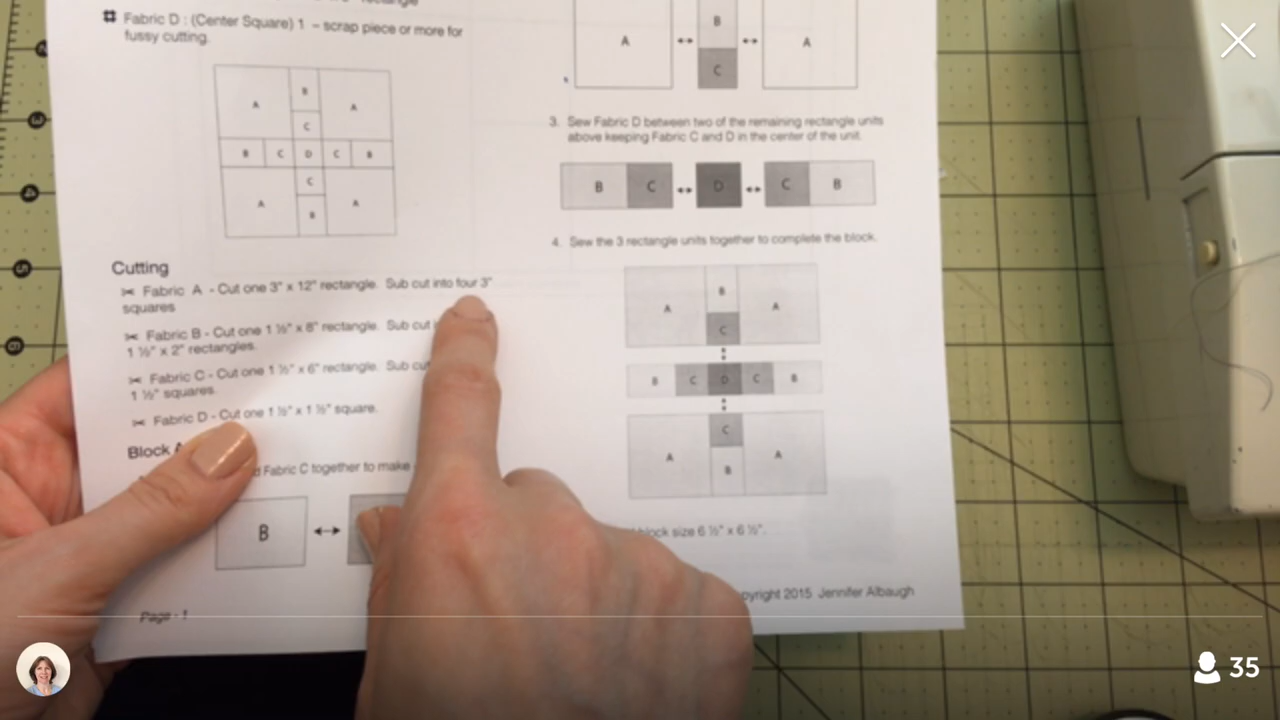 Fabric D : (Center Square) 1 – scrap piece or more for
fussy cutting.
A
B
A
C
B
C
D
C
B
C
A
A
B
Cutting
Fabric A - Cut one 3" x 12" rectangle. Sub cut into four 3"
squares
Fabric B - Cut one 1 ½" x 8" rectangle. Sub cut
1 ½" x 2" rectangles.
Fabric C - Cut one 1 ½" x 6" rectangle. Sub cut
1 ½" squares.
Fabric D - Cut one 1 ½" x 1 ½" square.
Block A
Fabric C together to make
B
Page - 1
B
A
A
C
3. Sew Fabric D between two of the remaining rectangle units
above keeping Fabric C and D in the center of the unit.
B C D C B
4. Sew the 3 rectangle units together to complete the block.
B
A
A
C
B C D C B
C
A
A
B
block size 6 ½" x 6 ½".
2015 Jennifer Albaugh
2
3
4
5
6
35